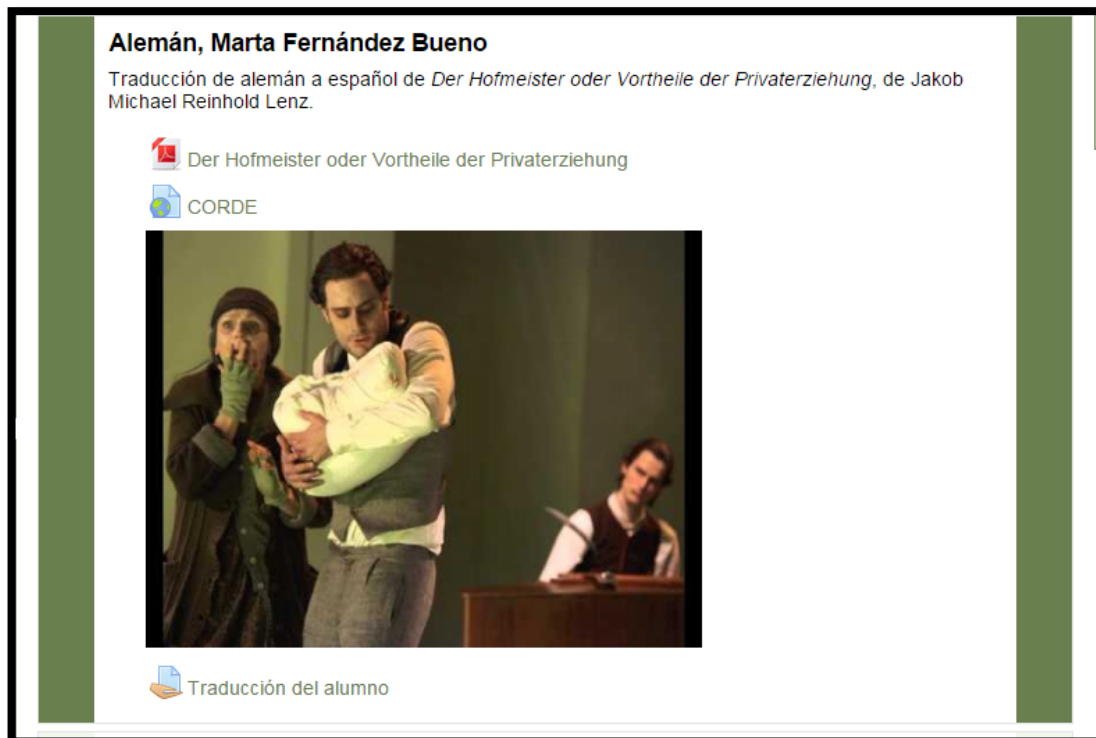 Alemán, Marta Fernández Bueno
Traducción de alemán a español de Der Hofmeister oder Vortheile der Privaterziehung, de Jakob
Michael Reinhold Lenz.
Der Hofmeister oder Vortheile der Privaterziehung
CORDE
Traducción del alumno